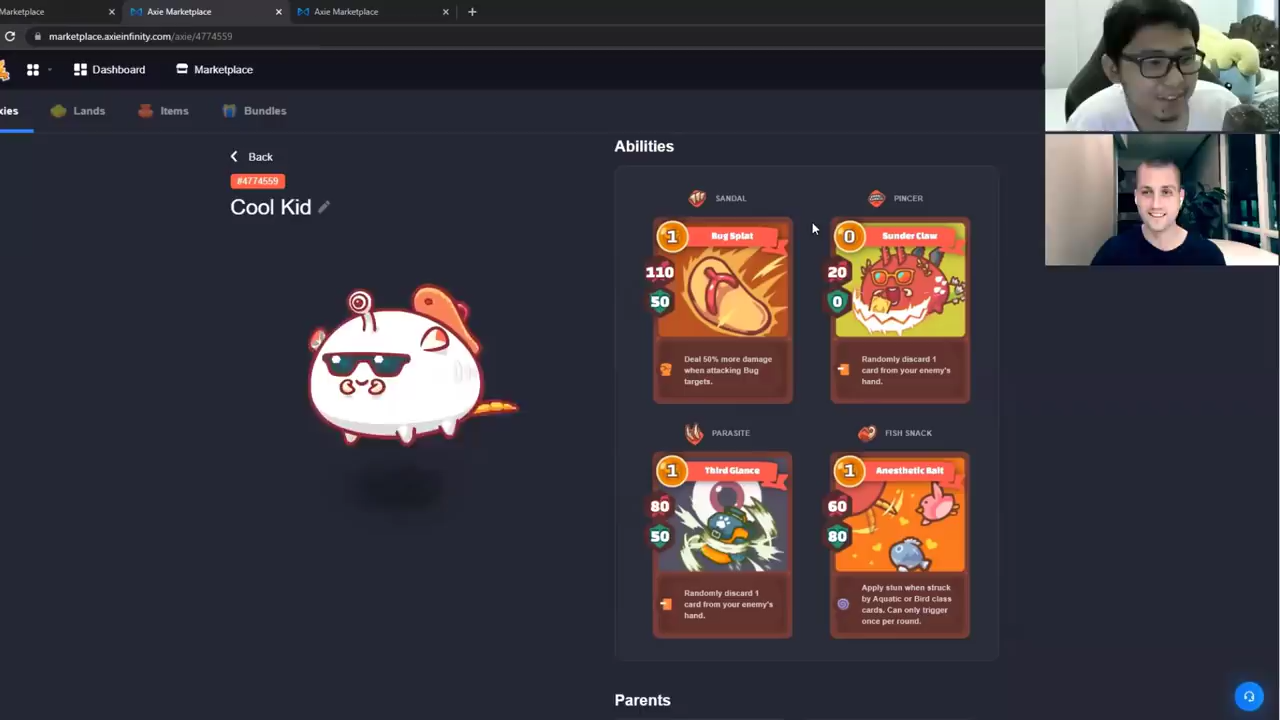 Marketplace
Axie Marketplace
Axie Marketplace
marketplace.axieinfinity.com/axie/4774559
Dashboard
Marketplace
xies
Lands
Items
Bundles
Back
#4774559
Cool Kid
Abilities
SANDAL
1
Bug Splat
110
50
Deal 50% more damage
when attacking Bug
targets.
PINCER
0
Sunder Claw
20
0
Randomly discard 1
card from your enemy's
hand.
PARASITE
1
Third Glance
80
50
Randomly discard 1
card from your enemy's
hand.
FISH SNACK
1
Anesthetic Bait
60
80
Apply stun when struck
by Aquatic or Bird class
cards. Can only trigger
once per round.
Parents